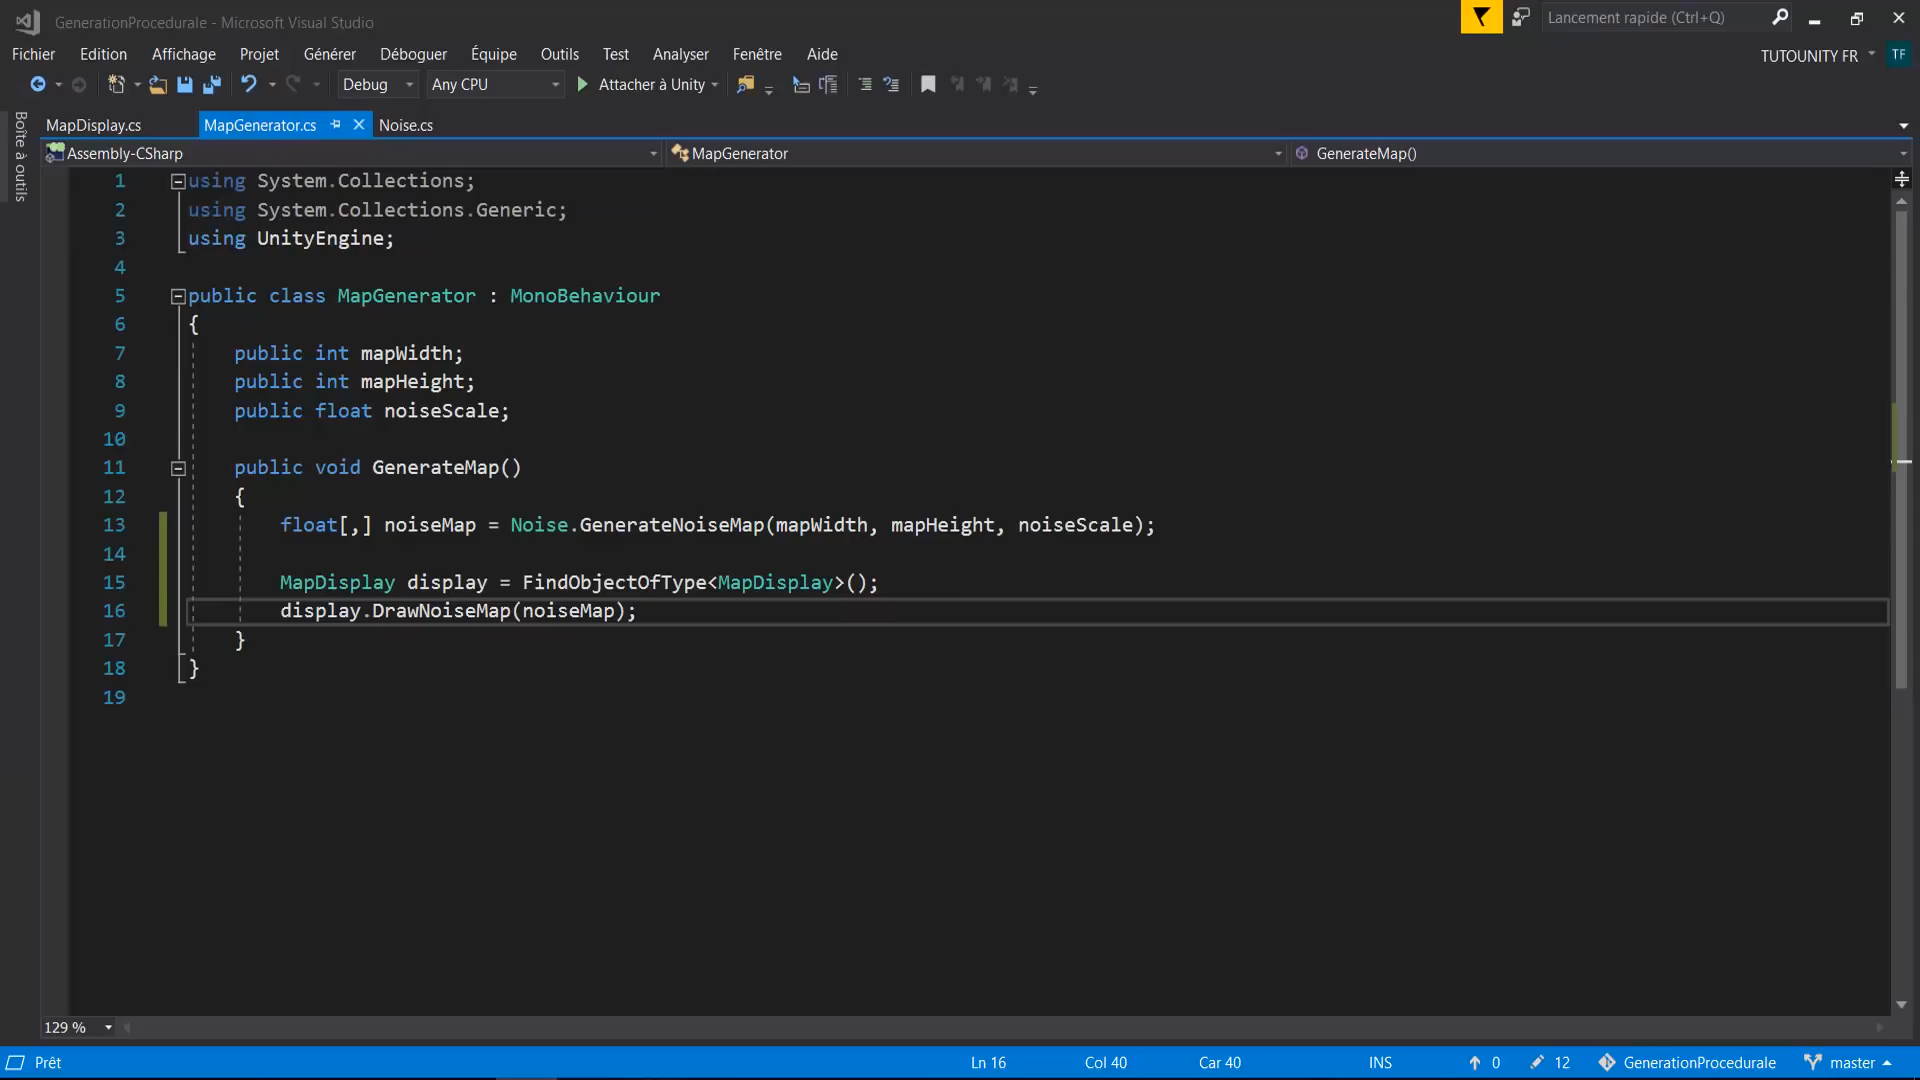 GenerationProcedurale - Microsoft Visual Studio
Lancement rapide (Ctrl+Q)
Fichier Edition Affichage Projet Générer Déboguer Équipe Outils Test Analyser Fenêtre Aide
TUTOUNITY FR TF
Debug Any CPU Attacher à Unity
Boîte à outils
MapDisplay.cs MapGenerator.cs Noise.cs
Assembly-CSharp MapGenerator GenerateMap()
1 using System.Collections;
2 using System.Collections.Generic;
3 using UnityEngine;
4
5 public class MapGenerator : MonoBehaviour
6 {
7 public int mapWidth;
8 public int mapHeight;
9 public float noiseScale;
10
11 public void GenerateMap()
12 {
13 float[,] noiseMap = Noise.GenerateNoiseMap(mapWidth, mapHeight, noiseScale);
14
15 MapDisplay display = FindObjectOfType<MapDisplay>();
16 display.DrawNoiseMap(noiseMap);
17 }
18 }
19
129 %
Prêt Ln 16 Col 40 Car 40 INS 0 12 GenerationProcedurale master